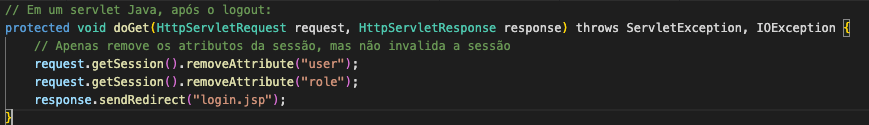 // Em um servlet Java, após o logout:
protected void doGet(HttpServletRequest request, HttpServletResponse response) throws ServletException, IOException {
    // Apenas remove os atributos da sessão, mas não invalida a sessão
    request.getSession().removeAttribute("user");
    request.getSession().removeAttribute("role");
    response.sendRedirect("login.jsp");
}